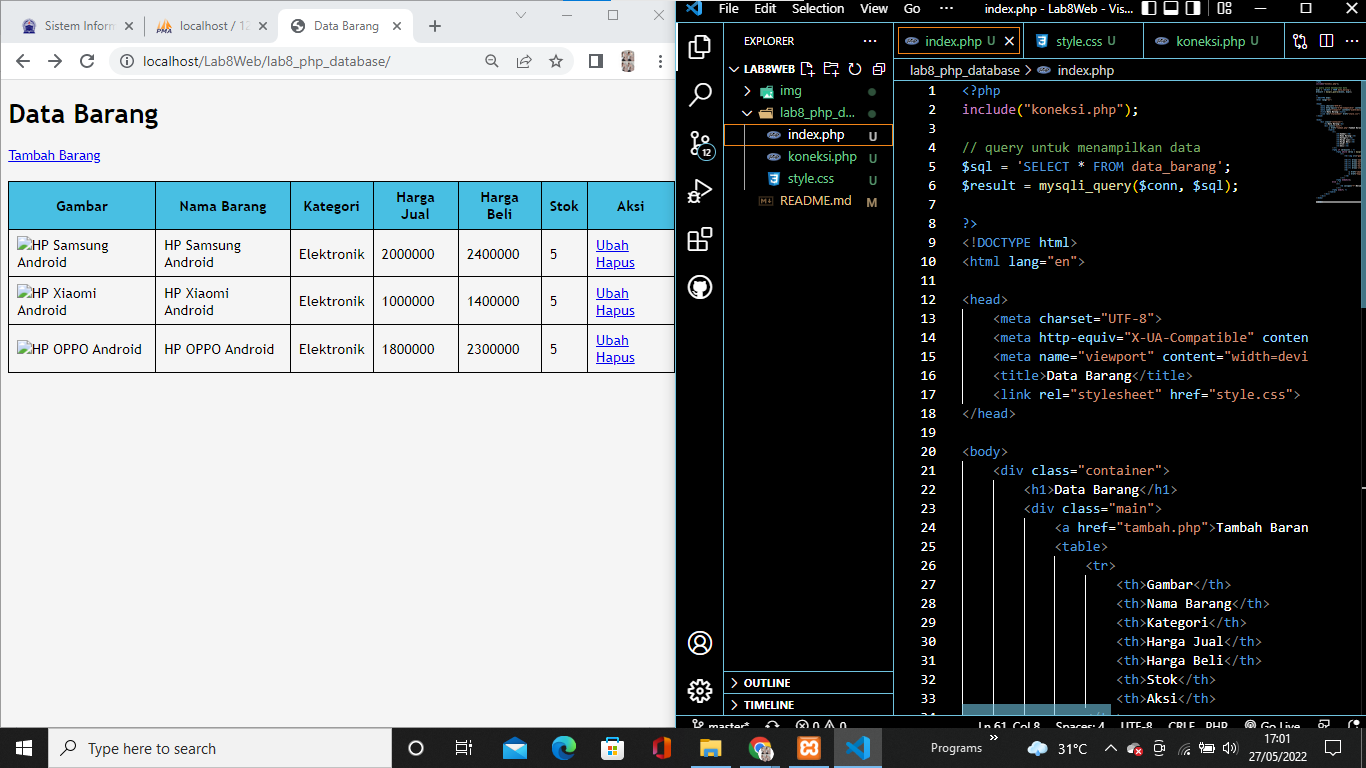 Sistem Inform
localhost / 12
Data Barang
localhost/Lab8Web/lab8_php_database/
Data Barang
Tambah Barang
Gambar Nama Barang Kategori Harga Jual Harga Beli Stok Aksi
HP Samsung Android HP Samsung Android Elektronik 2000000 2400000 5 Ubah Hapus
HP Xiaomi Android HP Xiaomi Android Elektronik 1000000 1400000 5 Ubah Hapus
HP OPPO Android HP OPPO Android Elektronik 1800000 2300000 5 Ubah Hapus
File Edit Selection View Go ··· index.php - Lab8Web - Vis...
EXPLORER ···
LAB8WEB
img
lab8_php_d...
index.php U
koneksi.php U
style.css U
README.md M
12
OUTLINE
TIMELINE
index.php U
style.css U
koneksi.php U
lab8_php_database > index.php
1 <?php
2 include("koneksi.php");
3
4 // query untuk menampilkan data
5 $sql = 'SELECT * FROM data_barang';
6 $result = mysqli_query($conn, $sql);
7
8 ?>
9 <!DOCTYPE html>
10 <html lang="en">
11
12 <head>
13 <meta charset="UTF-8">
14 <meta http-equiv="X-UA-Compatible" conten
15 <meta name="viewport" content="width=devi
16 <title>Data Barang</title>
17 <link rel="stylesheet" href="style.css">
18 </head>
19
20 <body>
21 <div class="container">
22 <h1>Data Barang</h1>
23 <div class="main">
24 <a href="tambah.php">Tambah Baran
25 <table>
26 <tr>
27 <th>Gambar</th>
28 <th>Nama Barang</th>
29 <th>Kategori</th>
30 <th>Harga Jual</th>
31 <th>Harga Beli</th>
32 <th>Stok</th>
33 <th>Aksi</th>
master* 0 0 Ln 61, Col 8 Spaces: 4 UTF-8 CRLF PHP Go Live
Type here to search
Programs
31°C
17:01
27/05/2022